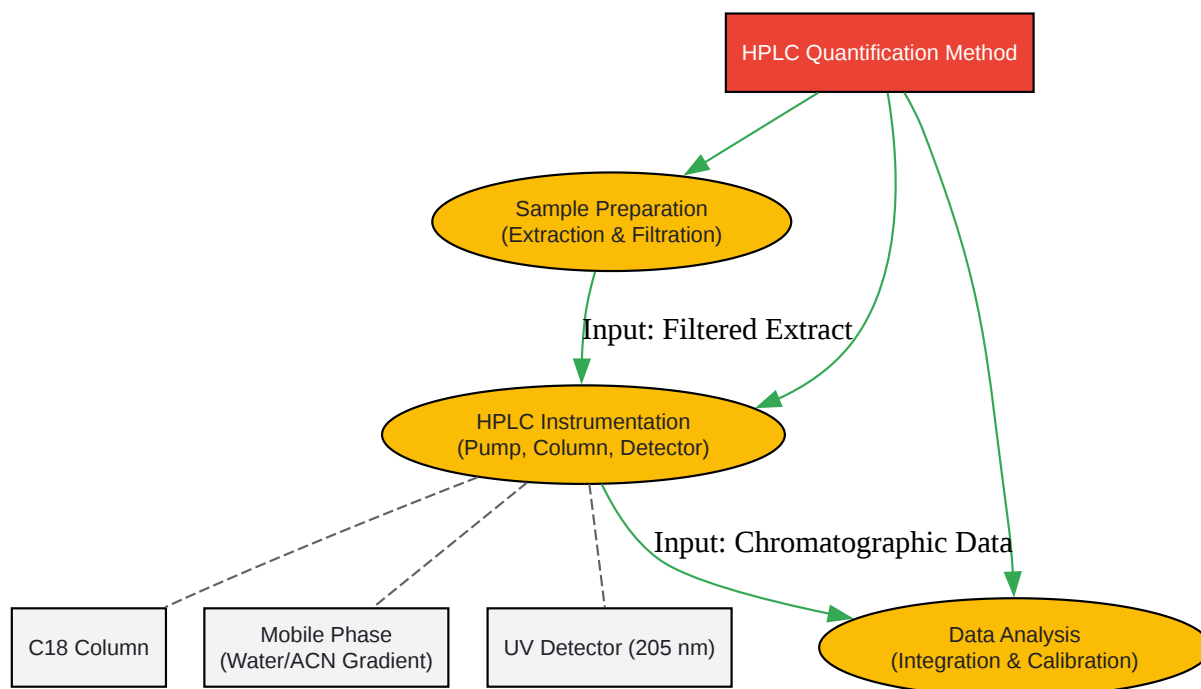 HPLC Quantification Method
Sample Preparation
(Extraction & Filtration)
Input: Filtered Extract
HPLC Instrumentation
(Pump, Column, Detector)
Input: Chromatographic Data
C18 Column
Mobile Phase
(Water/ACN Gradient)
UV Detector (205 nm)
Data Analysis
(Integration & Calibration)